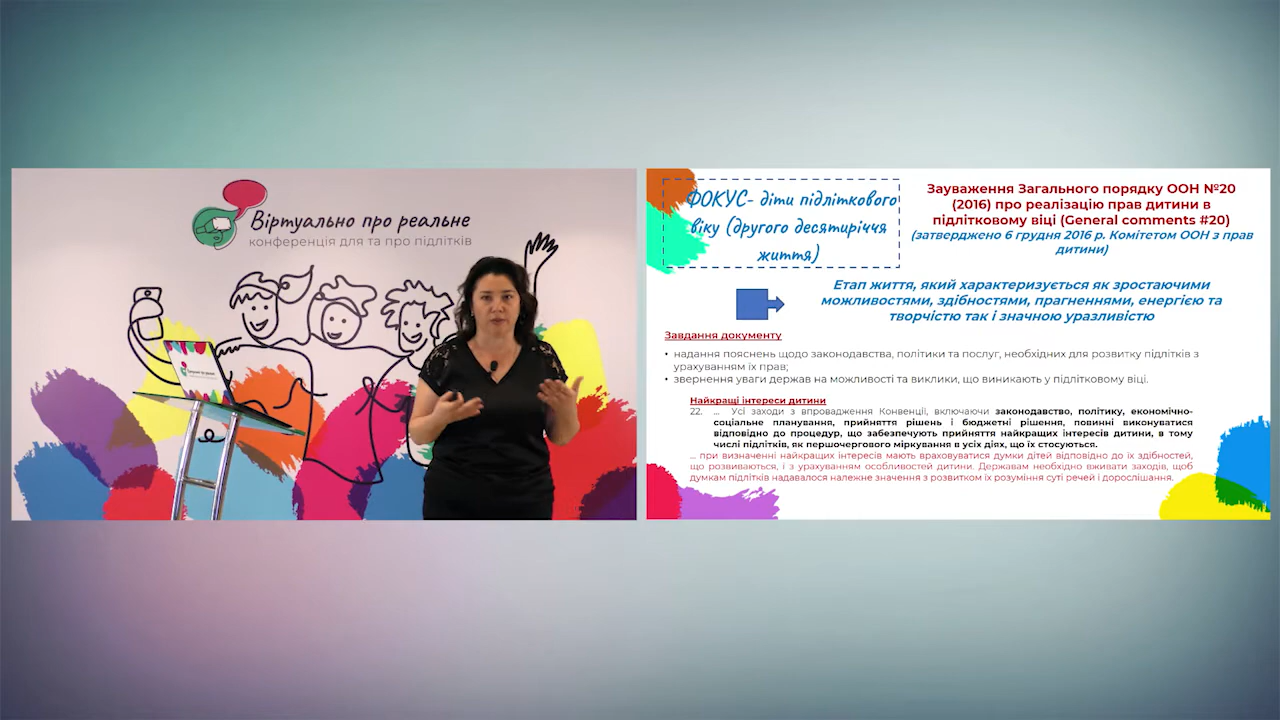 Віртуально про реальне
конференція для та про підлітків
ФОКУС- діти підліткового
віку (другого десятиріччя
життя)
Зауваження Загального порядку ООН №20
(2016) про реалізацію прав дитини в
підлітковому віці (General comments #20)
(затверджено 6 грудня 2016 р. Комітетом ООН з прав
дитини)
Етап життя, який характеризується як зростаючими
можливостями, здібностями, прагненнями, енергією та
творчістю так і значною уразливістю
Завдання документу
• надання пояснень щодо законодавства, політики та послуг, необхідних для розвитку підлітків з
урахуванням їх прав;
• звернення уваги держав на можливості та виклики, що виникають у підлітковому віці.
Найкращі інтереси дитини
22. ... Усі заходи з впровадження Конвенції, включаючи законодавство, політику, економічно-
соціальне планування, прийняття рішень і бюджетні рішення, повинні виконуватися
відповідно до процедур, що забезпечують прийняття найкращих інтересів дитини, в тому
числі підлітків, як першочергового міркування в усіх діях, що їх стосуються.
... при визначенні найкращих інтересів мають враховуватися думки дітей відповідно до їх здібностей,
що розвиваються, і з урахуванням особливостей дитини. Державам необхідно вживати заходів, щоб
думкам підлітків надавалося належне значення з розвитком їх розуміння суті речей і дорослішання.